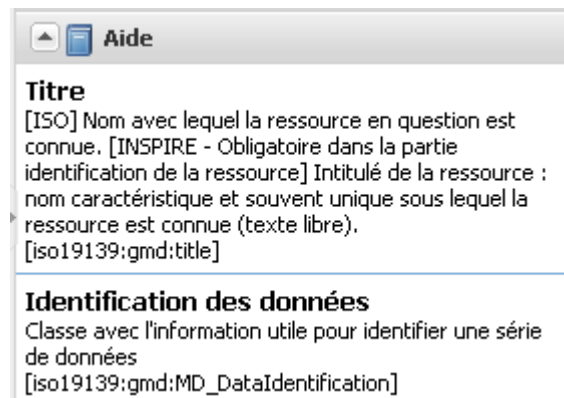 Aide
Titre
[ISO] Nom avec lequel la ressource en question est
connue. [INSPIRE - Obligatoire dans la partie
identification de la ressource] Intitulé de la ressource :
nom caractéristique et souvent unique sous lequel la
ressource est connue (texte libre).
[iso19139:gmd:title]
Identification des données
Classe avec l'information utile pour identifier une série
de données
[iso19139:gmd:MD_DataIdentification]